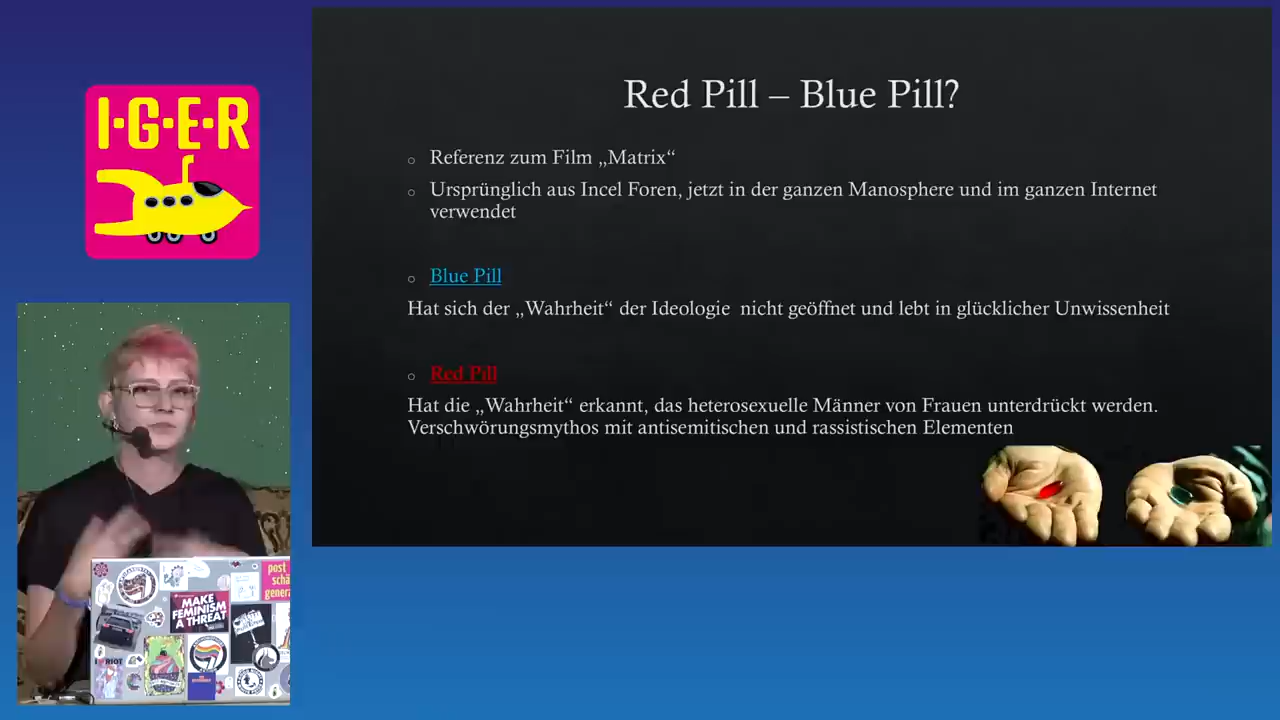 I·G·E·R
Red Pill – Blue Pill?
Referenz zum Film „Matrix“
Ursprünglich aus Incel Foren, jetzt in der ganzen Manosphere und im ganzen Internet
verwendet
Blue Pill
Hat sich der „Wahrheit“ der Ideologie nicht geöffnet und lebt in glücklicher Unwissenheit
Red Pill
Hat die „Wahrheit“ erkannt, das heterosexuelle Männer von Frauen unterdrückt werden.
Verschwörungsmythos mit antisemitischen und rassistischen Elementen
post
schä
genera
MAKE
FEMINISM
A THREAT
RIOT